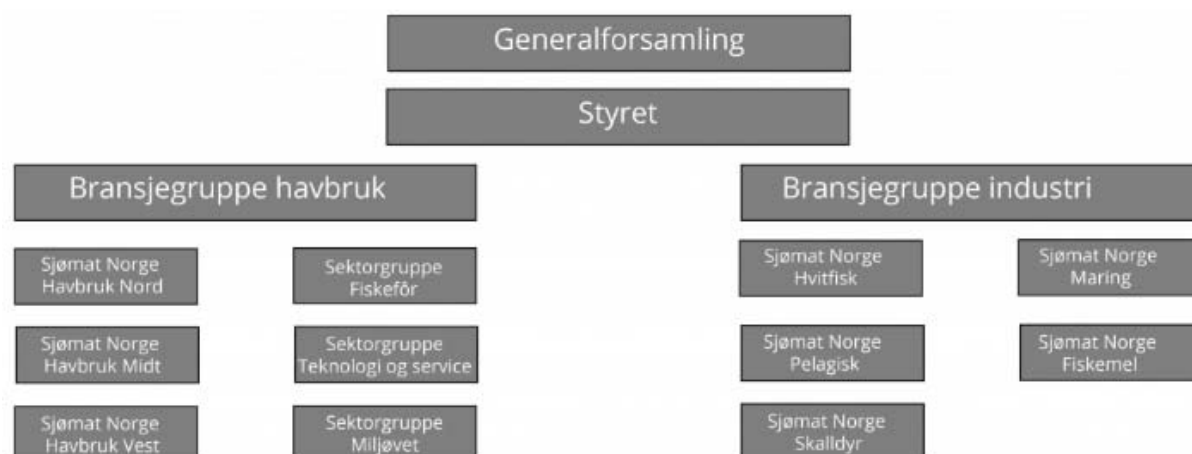 Generalforsamling
Styret
Bransjegruppe havbruk
Bransjegruppe industri
Sjømat Norge
Havbruk Nord
Sektorgruppe
Fiskefôr
Sjømat Norge
Hvitfisk
Sjømat Norge
Maring
Sjømat Norge
Havbruk Midt
Sektorgruppe
Teknologi og service
Sjømat Norge
Pelagisk
Sjømat Norge
Fiskemel
Sjømat Norge
Havbruk Vest
Sektorgruppe
Miljøvet
Sjømat Norge
Skalldyr